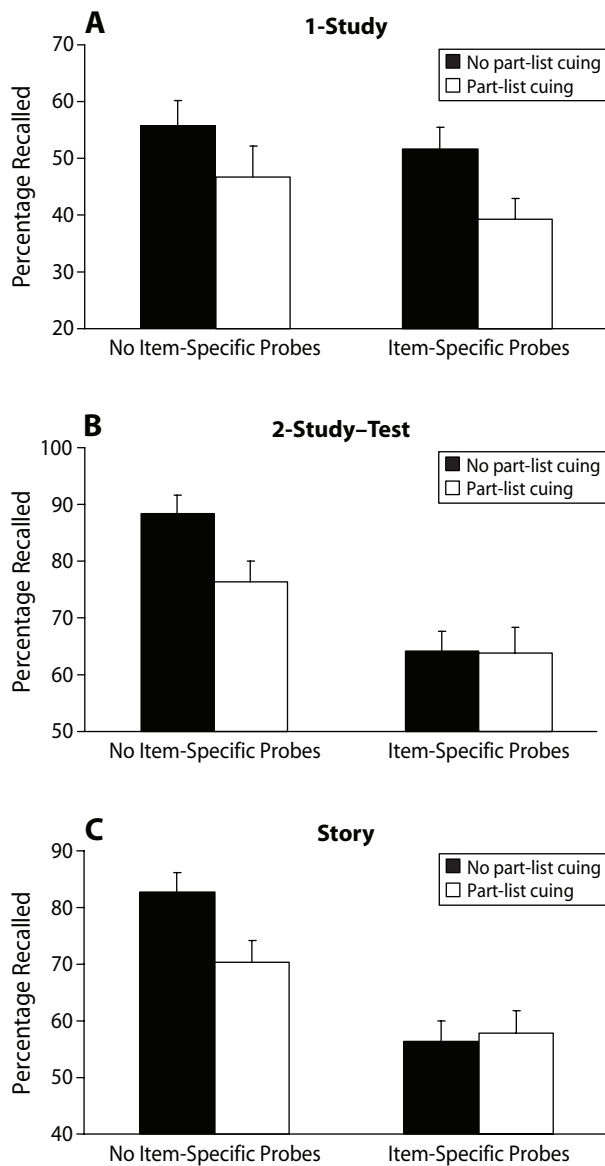 A
1-Study
80
70
60
50
40
30
20
Percentage Recalled
No part-list cuing
Part-list cuing
No Item-Specific Probes
Item-Specific Probes
B
2-Study–Test
100
90
80
70
60
50
Percentage Recalled
No part-list cuing
Part-list cuing
No Item-Specific Probes
Item-Specific Probes
C
Story
90
80
70
60
50
40
Percentage Recalled
No part-list cuing
Part-list cuing
No Item-Specific Probes
Item-Specific Probes